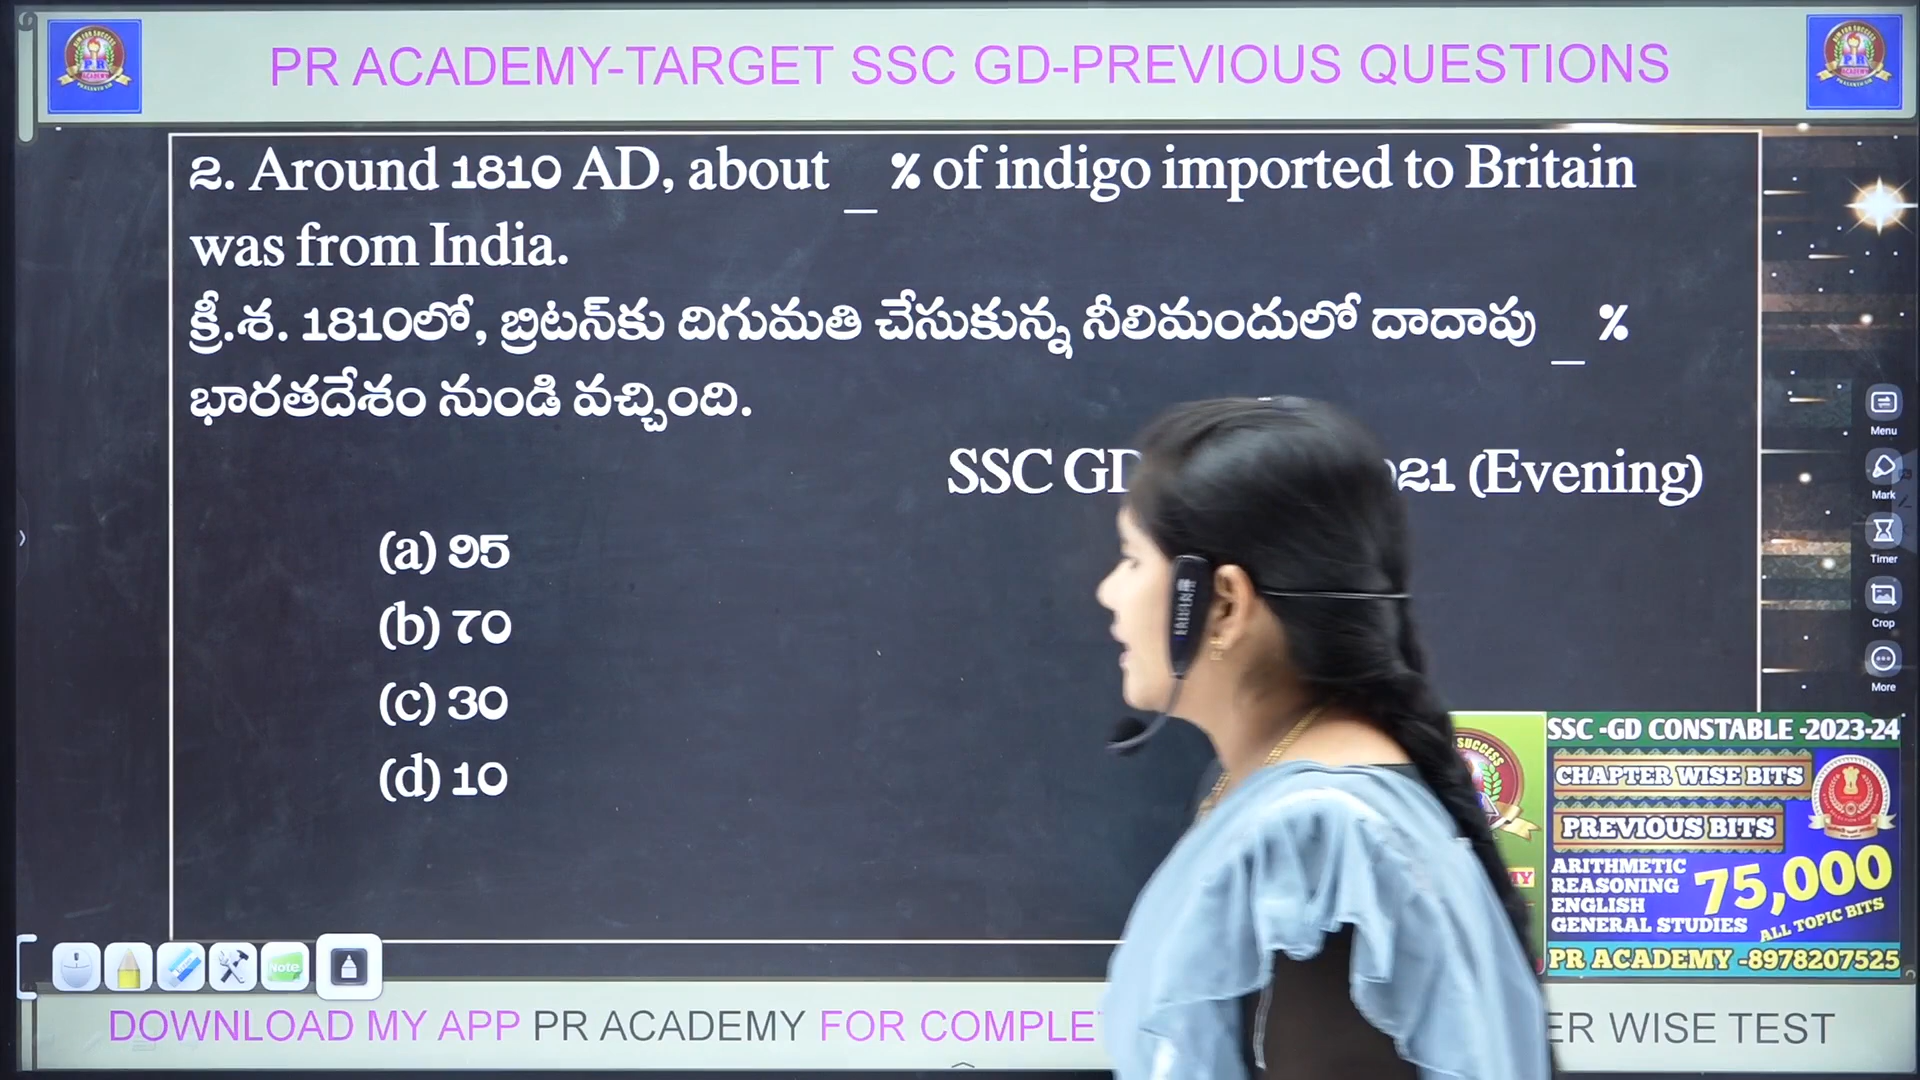 PR ACADEMY-TARGET SSC GD-PREVIOUS QUESTIONS
2. Around 1810 AD, about _ % of indigo imported to Britain
was from India.
క్రీ.శ. 1810లో, బ్రిటన్‌కు దిగుమతి చేసుకున్న నీలిమందులో దాదాపు _ %
భారతదేశం నుండి వచ్చింది.
SSC GD 021 (Evening)
(a) 95
(b) 70
(c) 30
(d) 10
Menu
Mark
Timer
Crop
More
SUCCESS
SSC -GD CONSTABLE -2023-24
CHAPTER WISE BITS
PREVIOUS BITS
ARITHMETIC
REASONING
ENGLISH
GENERAL STUDIES
75,000
ALL TOPIC BITS
PR ACADEMY -8978207525
Note
DOWNLOAD MY APP PR ACADEMY FOR COMPLE ER WISE TEST